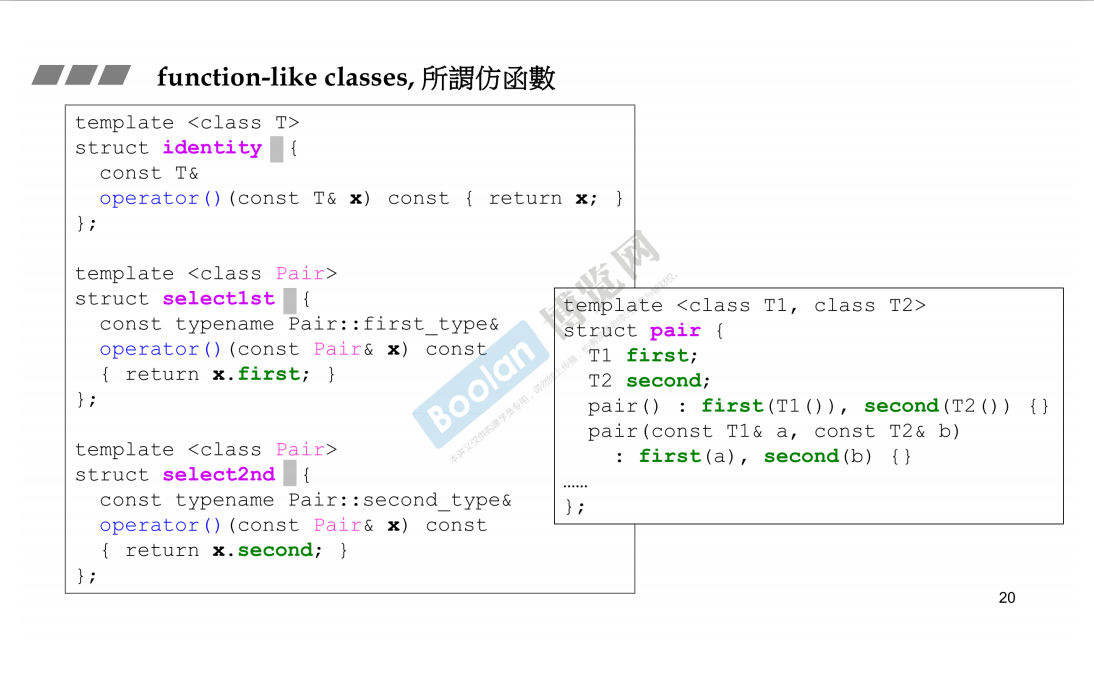 function-like classes, 所謂仿函數
template <class T>
struct identity {
const T&
operator()(const T& x) const { return x; }
};
template <class Pair>
struct select1st {
const typename Pair::first_type&
operator()(const Pair& x) const
{ return x.first; }
};
template <class Pair>
struct select2nd {
const typename Pair::second_type&
operator()(const Pair& x) const
{ return x.second; }
};
template <class T1, class T2>
struct pair {
T1 first;
T2 second;
pair() : first(T1()), second(T2()) {}
pair(const T1& a, const T2& b)
: first(a), second(b) {}
……
};
Boolan 博览网
20